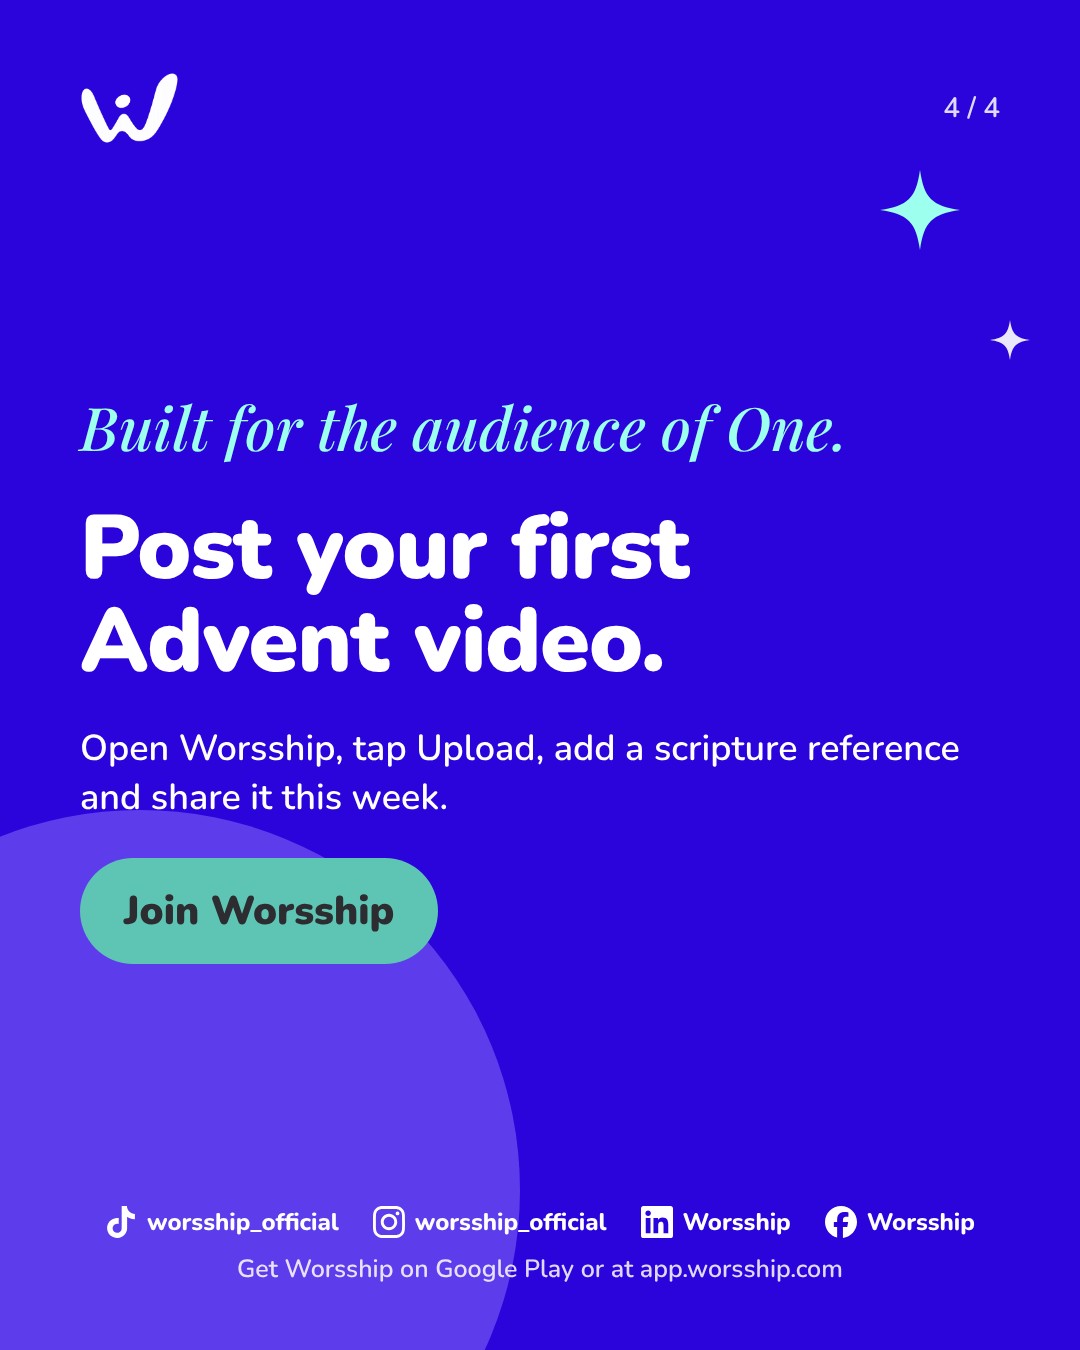 4 / 4
Built for the audience of One.
Post your first
Advent video.
Open Worsship, tap Upload, add a scripture reference
and share it this week.
Join Worsship
worsship_official worsship_official Worsship Worsship
Get Worsship on Google Play or at app.worsship.com